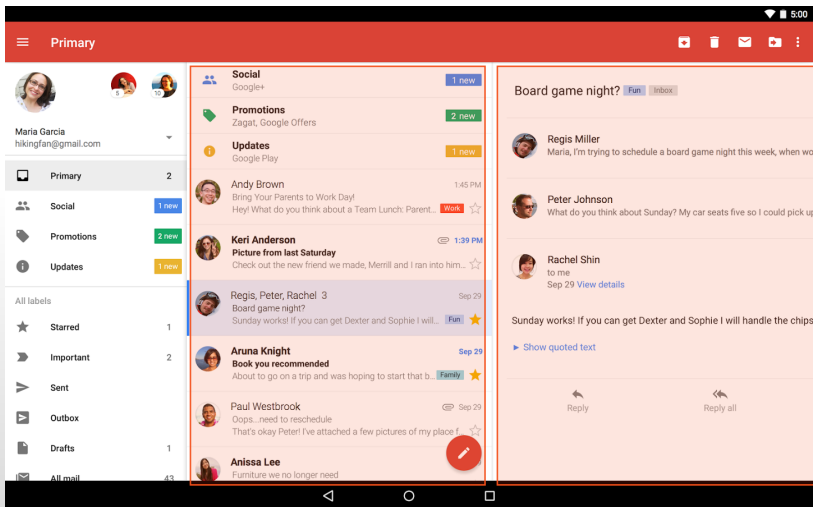 5:00
Primary
5
10
Maria Garcia
hikingfan@gmail.com
Primary 2
Social 1 new
Promotions 2 new
Updates 1 new
All labels
Starred 1
Important 2
Sent
Outbox
Drafts 1
All mail 43
Social
Google+
1 new
Promotions
Zagat, Google Offers
2 new
Updates
Google Play
1 new
Andy Brown 1:45 PM
Bring Your Parents to Work Day!
Hey! What do you think about a Team Lunch: Parent... Work
Keri Anderson 1:39 PM
Picture from last Saturday
Check out the new friend we made, Merrill and I ran into him...
Regis, Peter, Rachel 3 Sep 29
Board game night?
Sunday works! If you can get Dexter and Sophie I will... Fun
Aruna Knight Sep 29
Book you recommended
About to go on a trip and was hoping to start that b... Family
Paul Westbrook Sep 29
Oops...need to reschedule
That's okay Peter! I've attached a few pictures of my place f...
Anissa Lee
Furniture we no longer need
Board game night? Fun Inbox
Regis Miller
Maria, I'm trying to schedule a board game night this week, when wo
Peter Johnson
What do you think about Sunday? My car seats five so I could pick up
Rachel Shin
to me
Sep 29 View details
Sunday works! If you can get Dexter and Sophie I will handle the chips
Show quoted text
Reply
Reply all